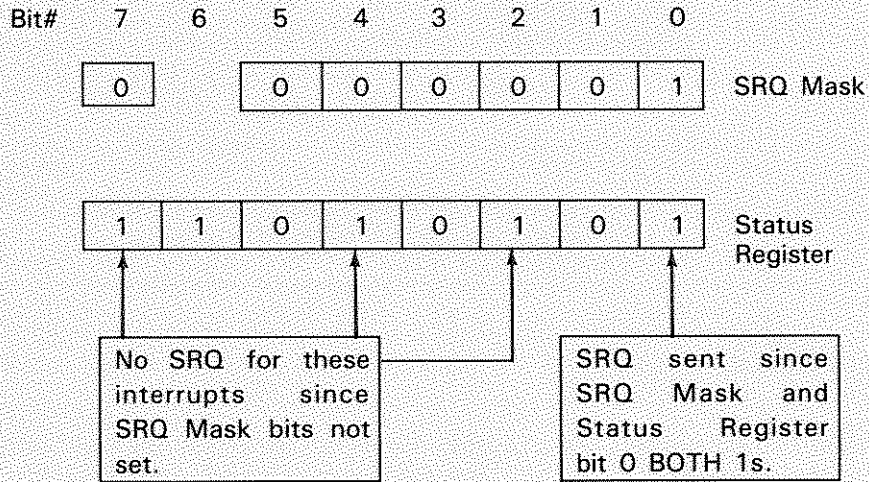 Bit# 7 6 5 4 3 2 1 0
0 0 0 0 0 0 0 1 SRQ Mask
1 1 0 1 0 1 0 1 Status
Register
No SRQ for these
interrupts since
SRQ Mask bits not
set.
SRQ sent since
SRQ Mask and
Status Register
bit 0 BOTH 1s.